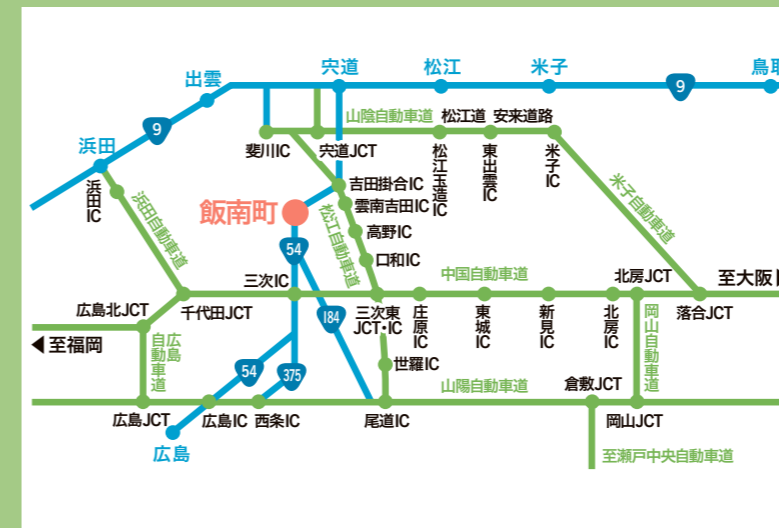 宍道
松江
米子
出雲
鳥取
9
山陰自動車道
松江道
安来道路
9
浜田
斐川IC
宍道JCT
松江玉造IC
東出雲IC
米子IC
浜田IC
浜田自動車道
吉田掛合IC
米子自動車道
飯南町
雲南吉田IC
松江自動車道
高野IC
54
口和IC
三次IC
中国自動車道
北房JCT
至大阪
広島北JCT
千代田JCT
184
三次東
JCT・IC
庄原IC
東城IC
新見IC
北房IC
岡山自動車道
落合JCT
◀至福岡
広島
自動車道
54
375
世羅IC
山陽自動車道
倉敷JCT
広島JCT
広島IC
西条IC
尾道IC
岡山JCT
広島
至瀬戸中央自動車道